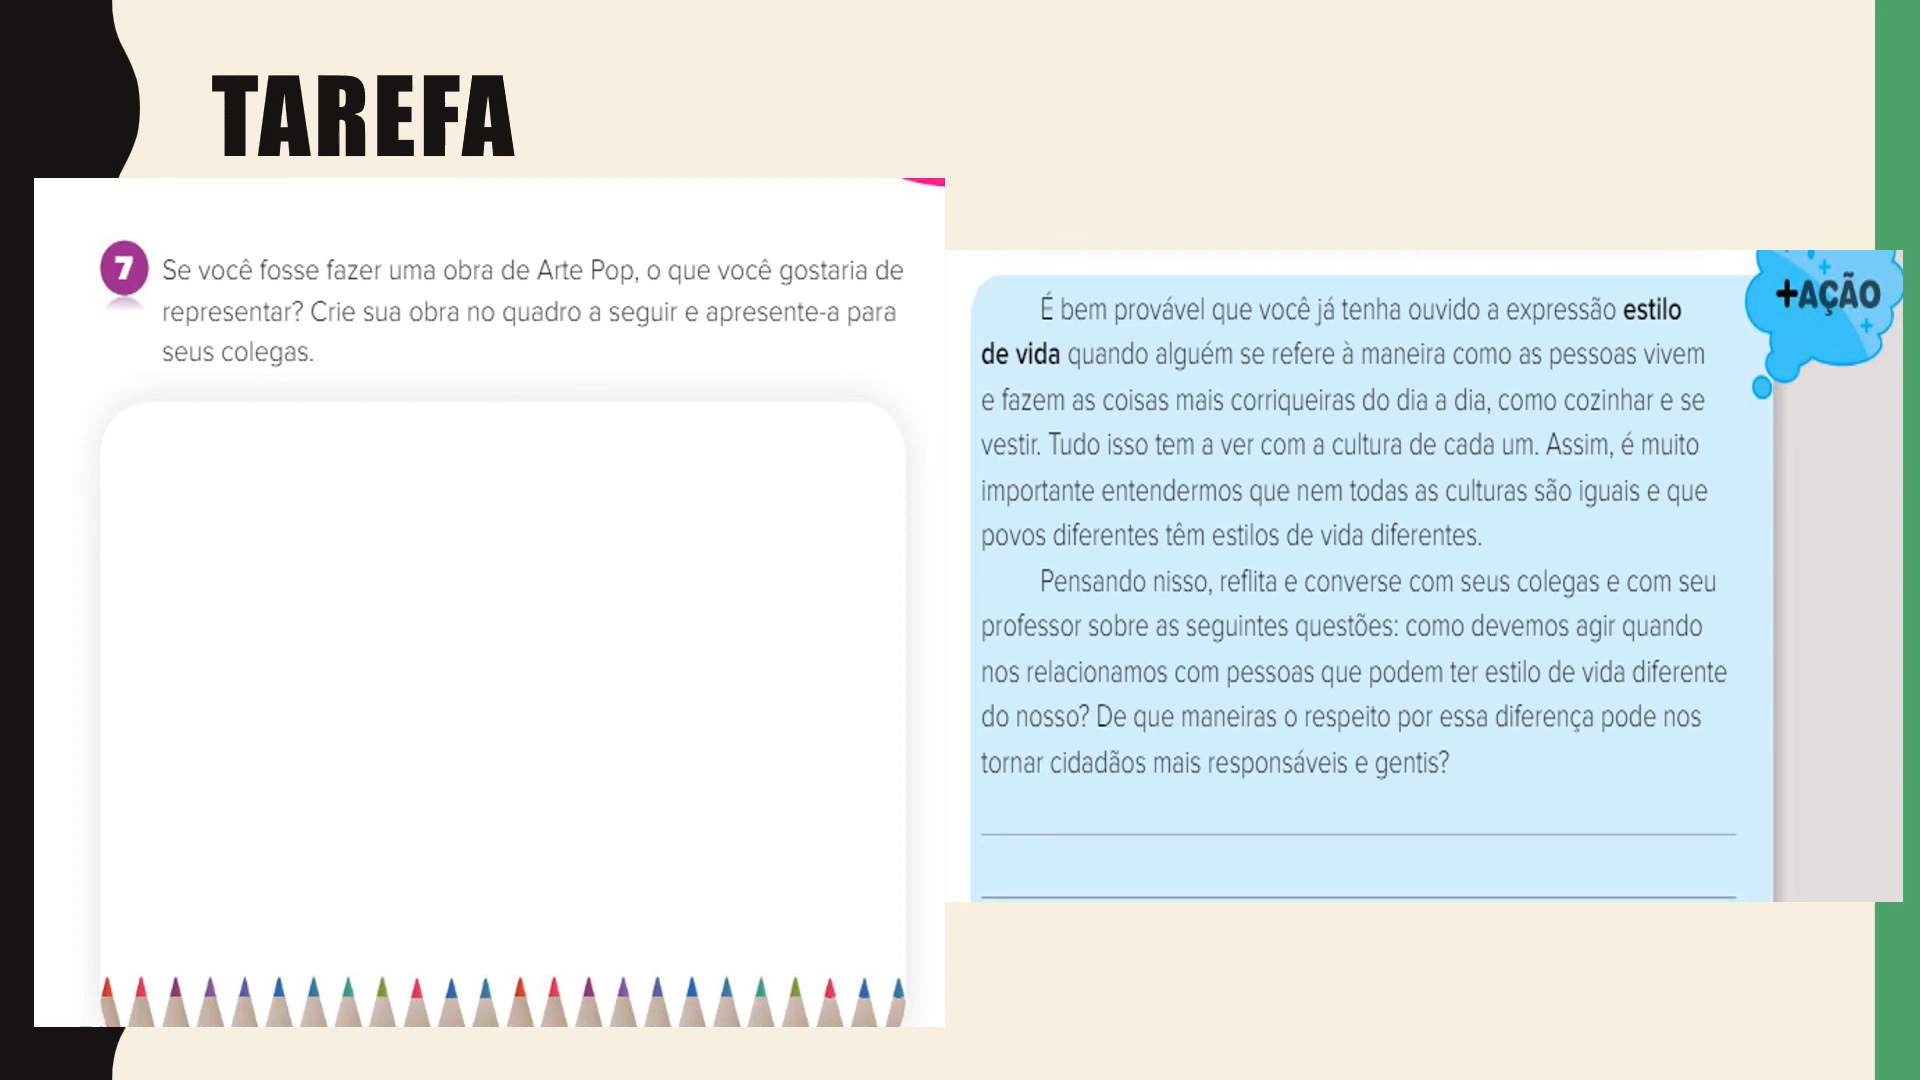 TAREFA
7
Se você fosse fazer uma obra de Arte Pop, o que você gostaria de
representar? Crie sua obra no quadro a seguir e apresente-a para
seus colegas.
+AÇÃO
É bem provável que você já tenha ouvido a expressão estilo
de vida quando alguém se refere à maneira como as pessoas vivem
e fazem as coisas mais corriqueiras do dia a dia, como cozinhar e se
vestir. Tudo isso tem a ver com a cultura de cada um. Assim, é muito
importante entendermos que nem todas as culturas são iguais e que
povos diferentes têm estilos de vida diferentes.
Pensando nisso, reflita e converse com seus colegas e com seu
professor sobre as seguintes questões: como devemos agir quando
nos relacionamos com pessoas que podem ter estilo de vida diferente
do nosso? De que maneiras o respeito por essa diferença pode nos
tornar cidadãos mais responsáveis e gentis?